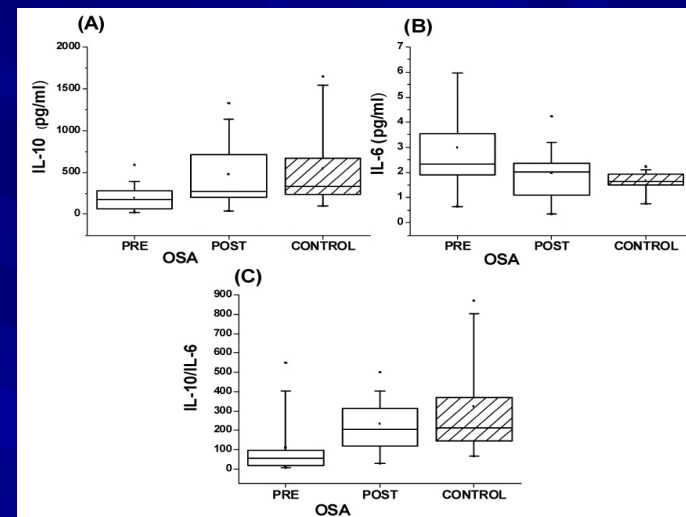 (A)
IL-10 (pg/ml)
2000
1500
1000
500
0
PRE
POST
CONTROL
OSA
(B)
IL-6 (pg/ml)
7
6
5
4
3
2
1
0
PRE
POST
CONTROL
OSA
(C)
IL-10/IL-6
900
800
700
600
500
400
300
200
100
0
PRE
POST
CONTROL
OSA